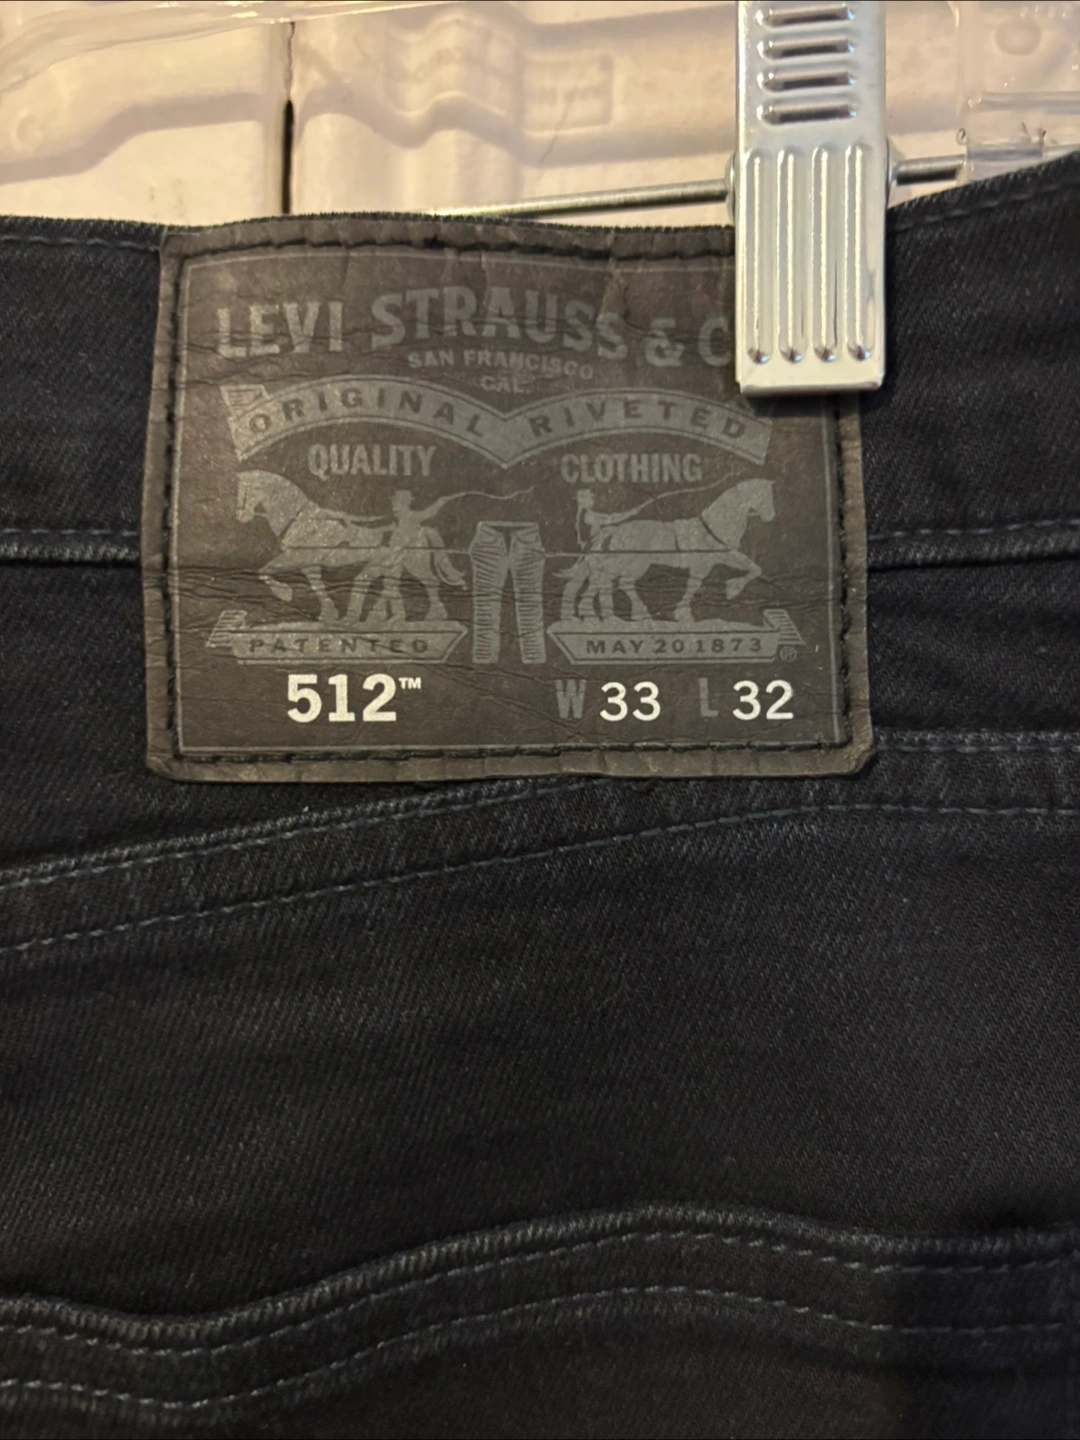 LEVI STRAUSS & C
SAN FRANCISCO
CAL.
ORIGINAL RIVETED
QUALITY CLOTHING
PATENTED MAY 20 1873 ®
512™ W 33 L 32